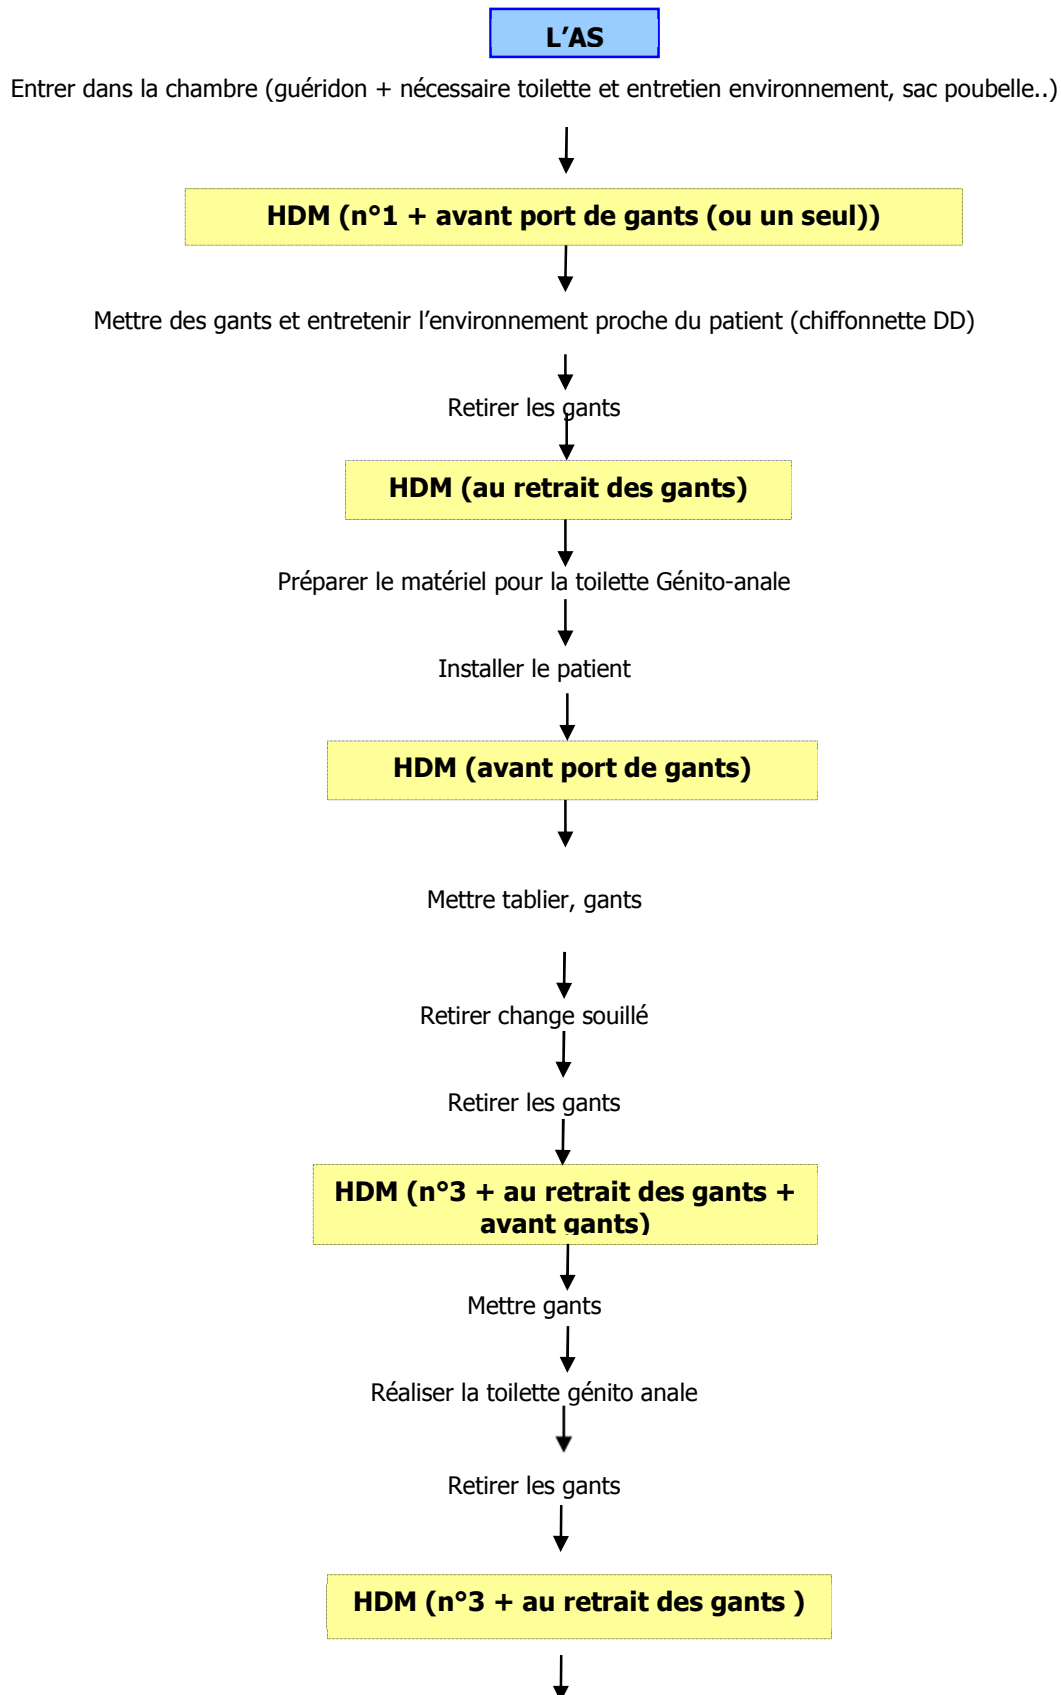 L’AS
Entrer dans la chambre (guéridon + nécessaire toilette et entretien environnement, sac poubelle..)
HDM (n°1 + avant port de gants (ou un seul))
Mettre des gants et entretenir l’environnement proche du patient (chiffonnette DD)
Retirer les gants
HDM (au retrait des gants)
Préparer le matériel pour la toilette Génito-anale
Installer le patient
HDM (avant port de gants)
Mettre tablier, gants
Retirer change souillé
Retirer les gants
HDM (n°3 + au retrait des gants +
avant gants)
Mettre gants
Réaliser la toilette génito anale
Retirer les gants
HDM (n°3 + au retrait des gants )